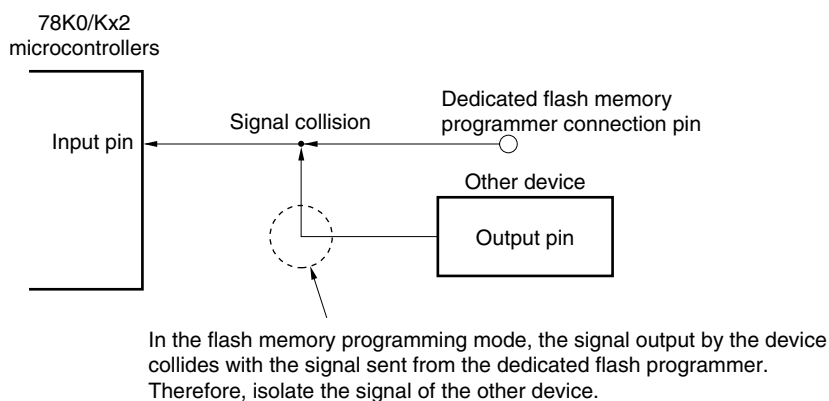 78K0/Kx2
microcontrollers
Input pin
Signal collision
Dedicated flash memory
programmer connection pin
Other device
Output pin
In the flash memory programming mode, the signal output by the device
collides with the signal sent from the dedicated flash programmer.
Therefore, isolate the signal of the other device.